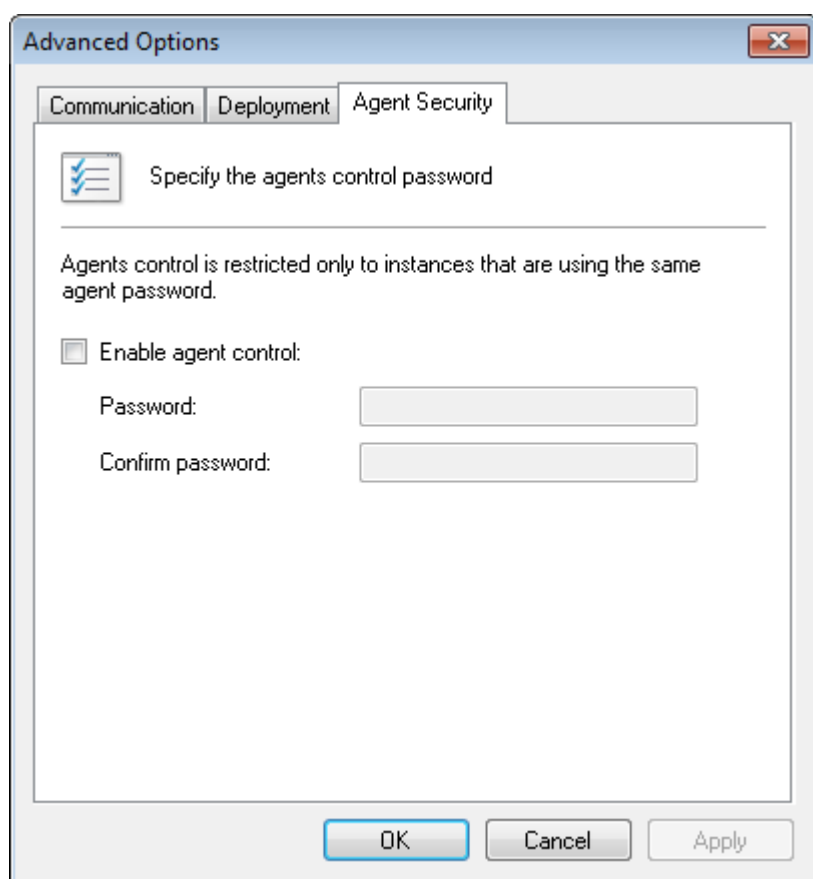 Advanced Options
Communication
Deployment
Agent Security
Specify the agents control password
Agents control is restricted only to instances that are using the same
agent password.
Enable agent control:
Password:
Confirm password:
OK
Cancel
Apply